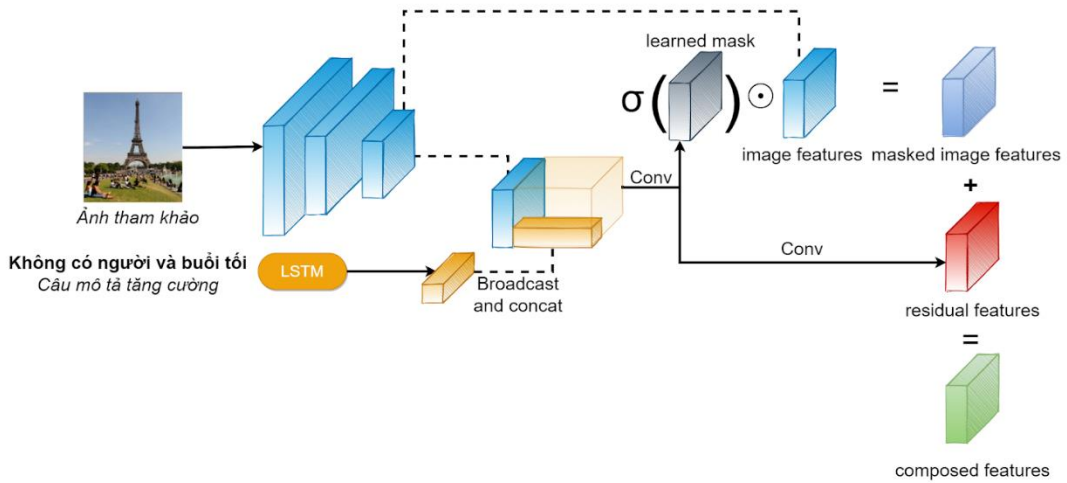 learned mask
σ( )⊙
=
image features
masked image features
Ảnh tham khảo
Conv
+
Không có người và buổi tối
Câu mô tả tăng cường
LSTM
Broadcast
and concat
Conv
residual features
=
composed features